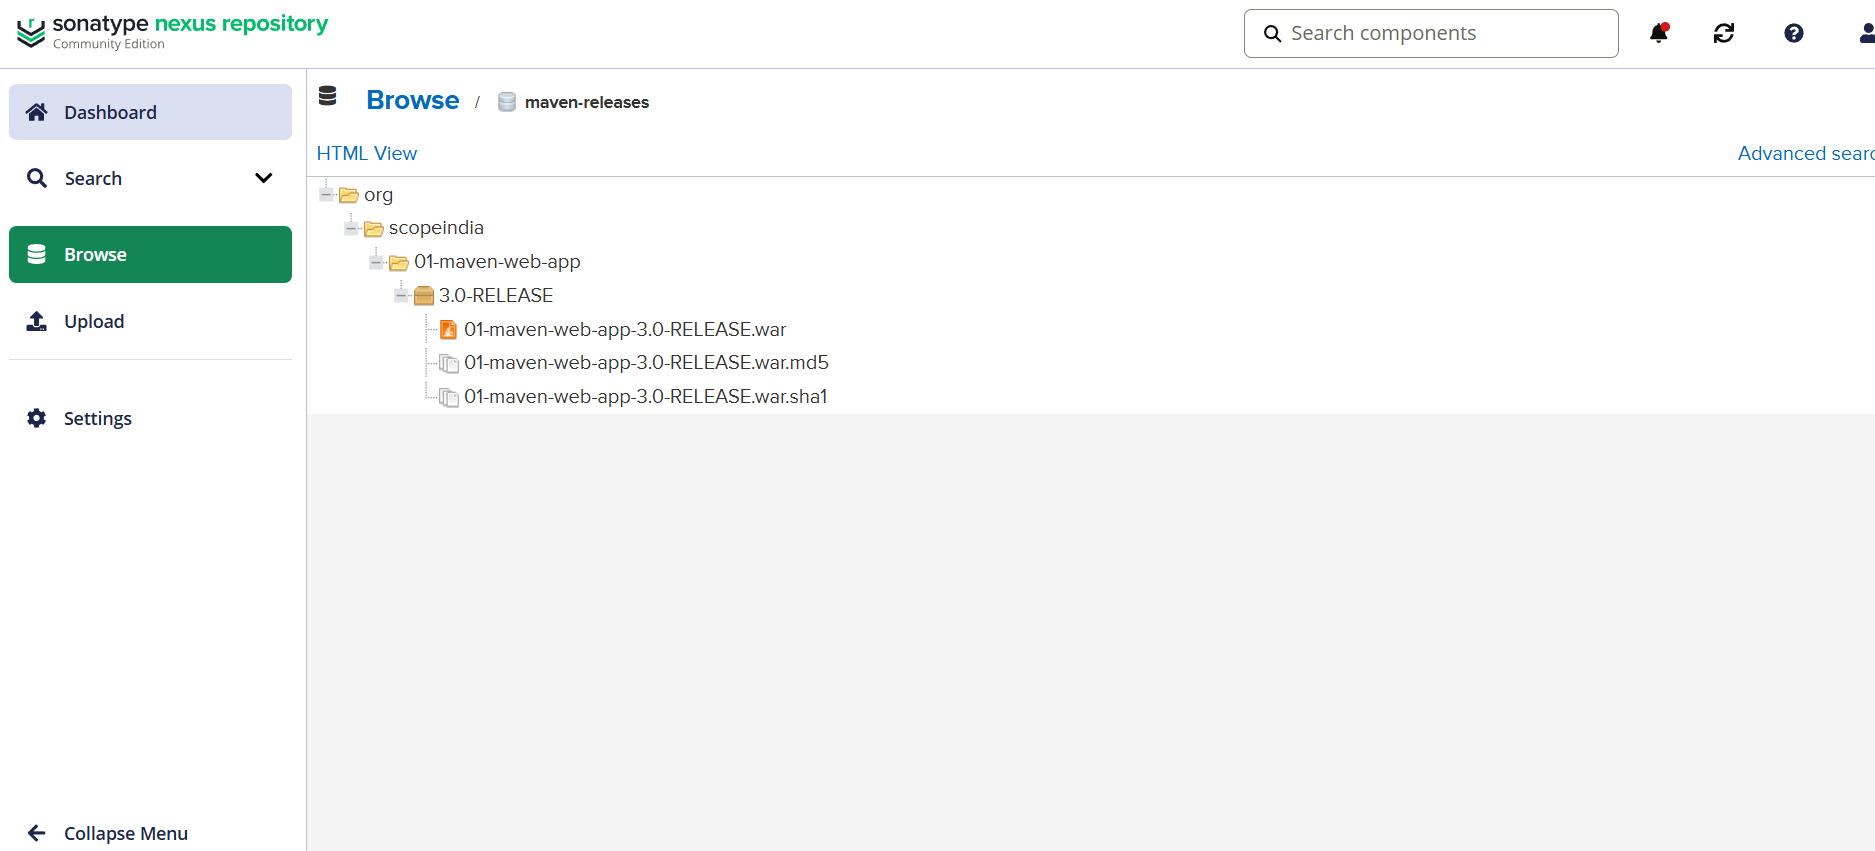 sonatype nexus repository
Community Edition
Search components
Dashboard
Search
Browse
Upload
Settings
Collapse Menu
Browse / maven-releases
HTML View
Advanced searc
org
scopeindia
01-maven-web-app
3.0-RELEASE
01-maven-web-app-3.0-RELEASE.war
01-maven-web-app-3.0-RELEASE.war.md5
01-maven-web-app-3.0-RELEASE.war.sha1